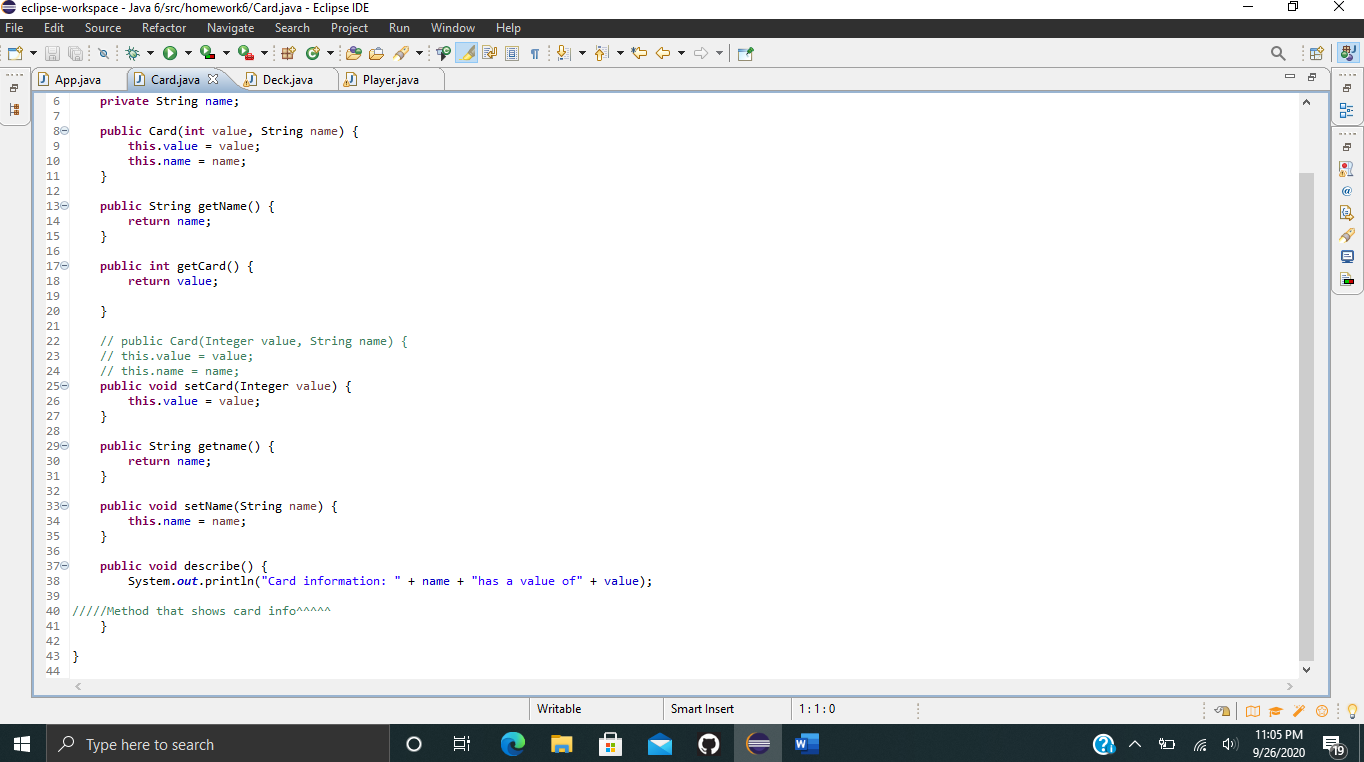 eclipse-workspace - Java 6/src/homework6/Card.java - Eclipse IDE
File Edit Source Refactor Navigate Search Project Run Window Help
App.java Card.java Deck.java Player.java
6 private String name;
7
8 public Card(int value, String name) {
9 this.value = value;
10 this.name = name;
11 }
12
13 public String getName() {
14 return name;
15 }
16
17 public int getCard() {
18 return value;
19
20 }
21
22 // public Card(Integer value, String name) {
23 // this.value = value;
24 // this.name = name;
25 public void setCard(Integer value) {
26 this.value = value;
27 }
28
29 public String getname() {
30 return name;
31 }
32
33 public void setName(String name) {
34 this.name = name;
35 }
36
37 public void describe() {
38 System.out.println("Card information: " + name + "has a value of" + value);
39
40 /////Method that shows card info^^^^^
41 }
42
43 }
44
Writable Smart Insert 1 : 1 : 0
Type here to search
11:05 PM
9/26/2020
19